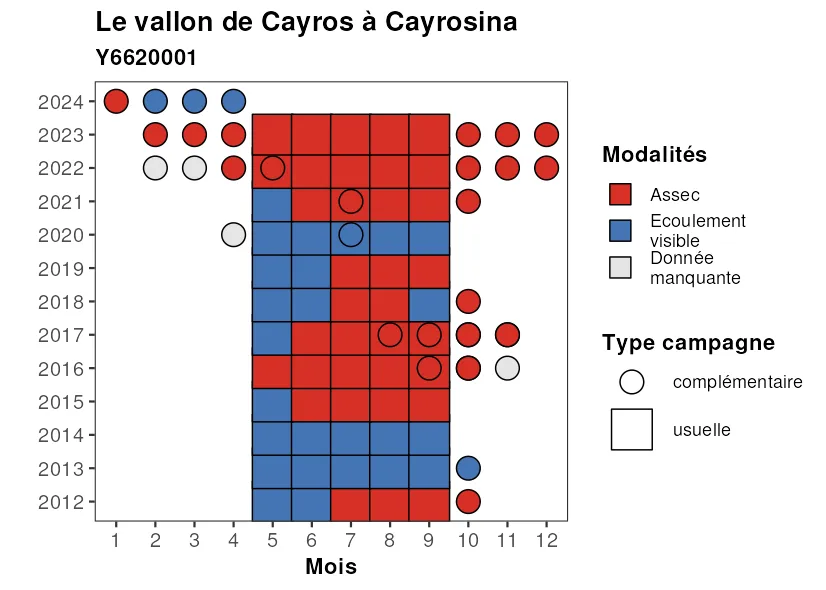 Le vallon de Cayros à Cayrosina
Y6620001
2024
2023
2022
2021
2020
2019
2018
2017
2016
2015
2014
2013
2012
1 2 3 4 5 6 7 8 9 10 11 12
Mois
Modalités
Assec
Ecoulement
visible
Donnée
manquante
Type campagne
complémentaire
usuelle